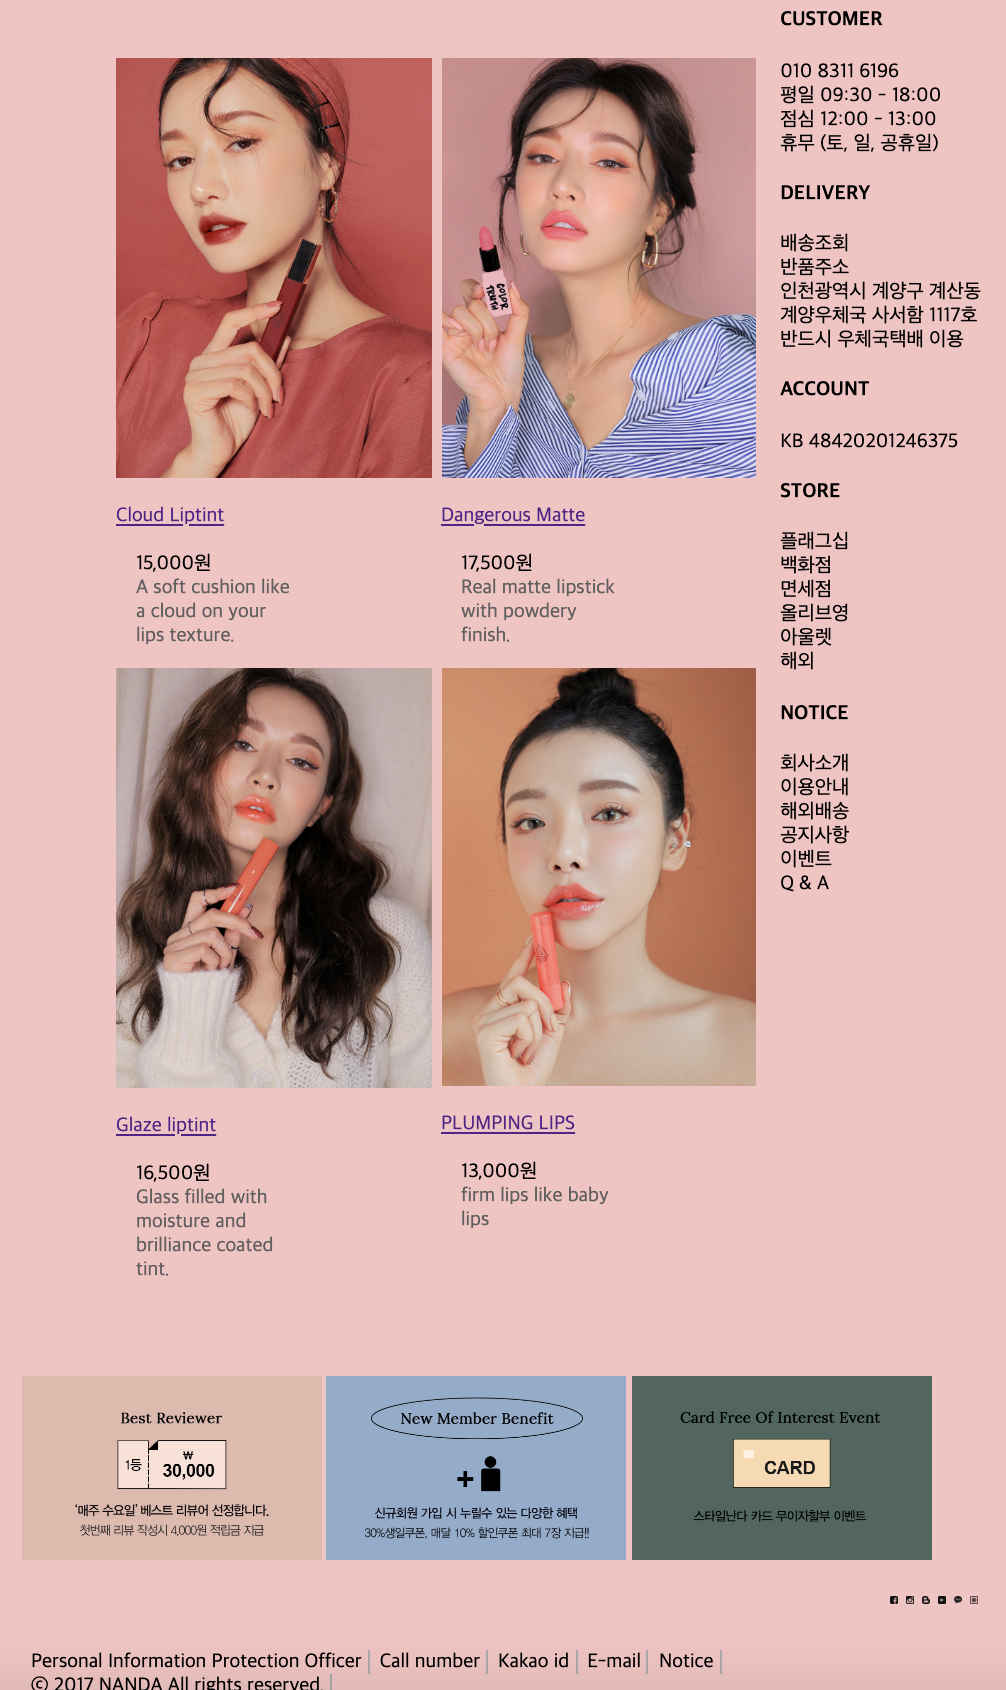 CUSTOMER
010 8311 6196
평일 09:30 - 18:00
점심 12:00 - 13:00
휴무 (토, 일, 공휴일)
DELIVERY
배송조회
반품주소
인천광역시 계양구 계산동
계양우체국 사서함 1117호
반드시 우체국택배 이용
ACCOUNT
KB 48420201246375
STORE
플래그십
백화점
면세점
올리브영
아울렛
해외
NOTICE
회사소개
이용안내
해외배송
공지사항
이벤트
Q & A
COLOR
TRUTH
Cloud Liptint
15,000원
A soft cushion like
a cloud on your
lips texture.
Dangerous Matte
17,500원
Real matte lipstick
with powdery
finish.
Glaze liptint
16,500원
Glass filled with
moisture and
brilliance coated
tint.
PLUMPING LIPS
13,000원
firm lips like baby
lips
Best Reviewer
1등
₩
30,000
'매주 수요일' 베스트 리뷰어 선정합니다.
첫번째 리뷰 작성시 4,000원 적립금 지급
New Member Benefit
+
신규회원 가입 시 누릴수 있는 다양한 혜택
30%생일쿠폰, 매달 10% 할인쿠폰 최대 7장 지급!!
Card Free Of Interest Event
CARD
스타일난다 카드 무이자할부 이벤트
Personal Information Protection Officer | Call number | Kakao id | E-mail | Notice |
© 2017 NANDA All rights reserved. |